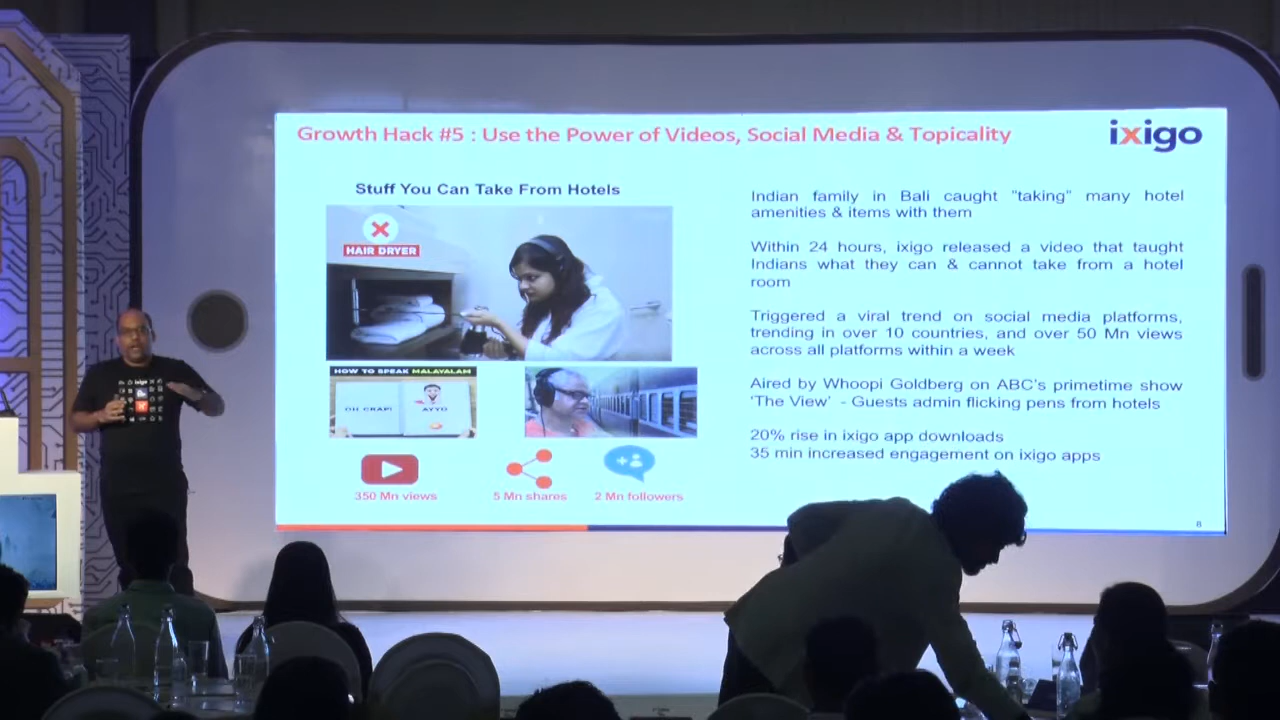 Growth Hack #5 : Use the Power of Videos, Social Media & Topicality
ixigo
Stuff You Can Take From Hotels
HAIR DRYER
HOW TO SPEAK MALAYALAM
OH CRAP!
AYYO
350 Mn views
5 Mn shares
2 Mn followers
Indian family in Bali caught "taking" many hotel
amenities & items with them
Within 24 hours, ixigo released a video that taught
Indians what they can & cannot take from a hotel
room
Triggered a viral trend on social media platforms,
trending in over 10 countries, and over 50 Mn views
across all platforms within a week
Aired by Whoopi Goldberg on ABC's primetime show
‘The View’ - Guests admin flicking pens from hotels
20% rise in ixigo app downloads
35 min increased engagement on ixigo apps
8
ixigo